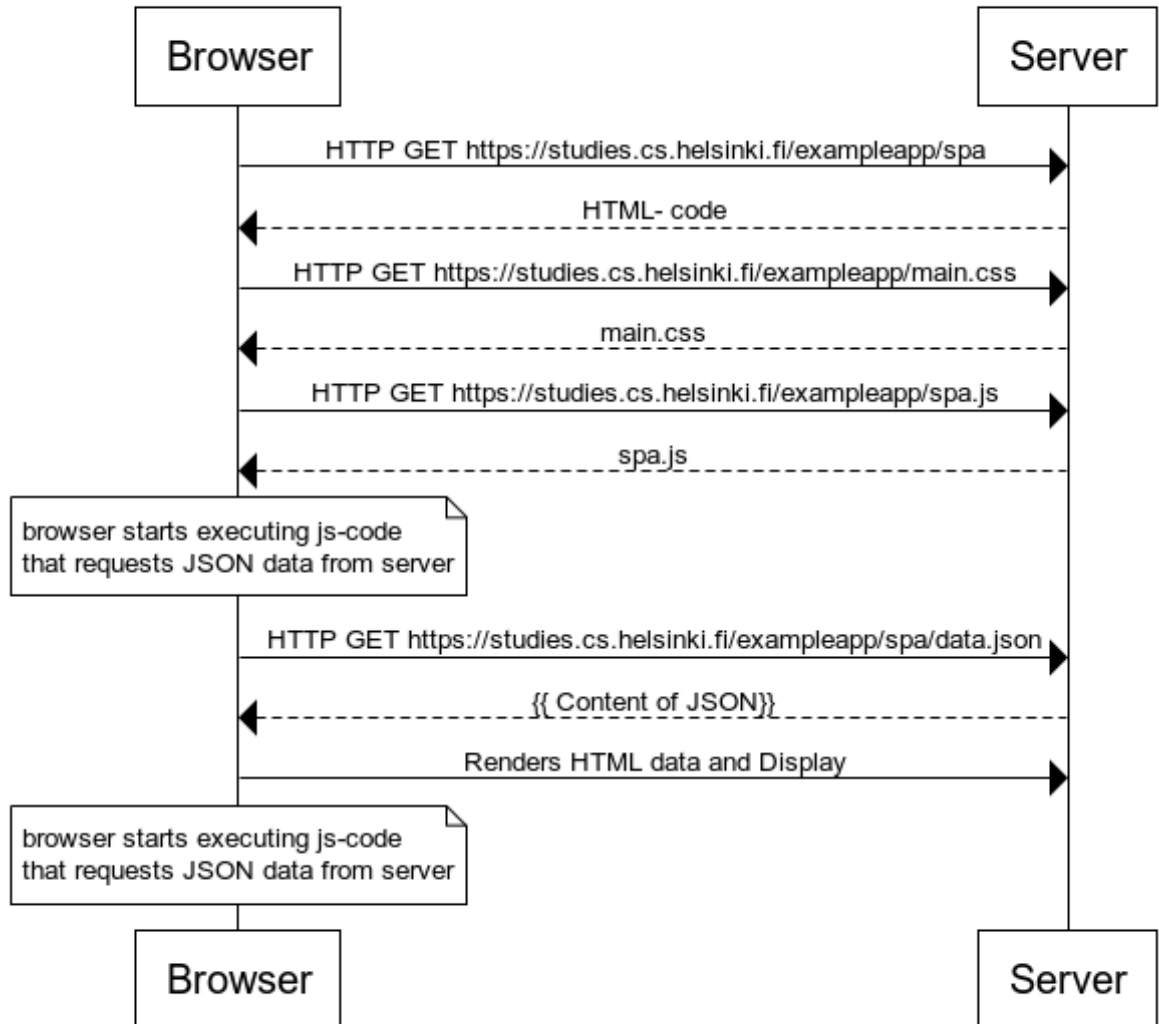 Browser
Server
HTTP GET https://studies.cs.helsinki.fi/exampleapp/spa
HTML- code
HTTP GET https://studies.cs.helsinki.fi/exampleapp/main.css
main.css
HTTP GET https://studies.cs.helsinki.fi/exampleapp/spa.js
spa.js
browser starts executing js-code
that requests JSON data from server
HTTP GET https://studies.cs.helsinki.fi/exampleapp/spa/data.json
{{ Content of JSON}}
Renders HTML data and Display
browser starts executing js-code
that requests JSON data from server
Browser
Server